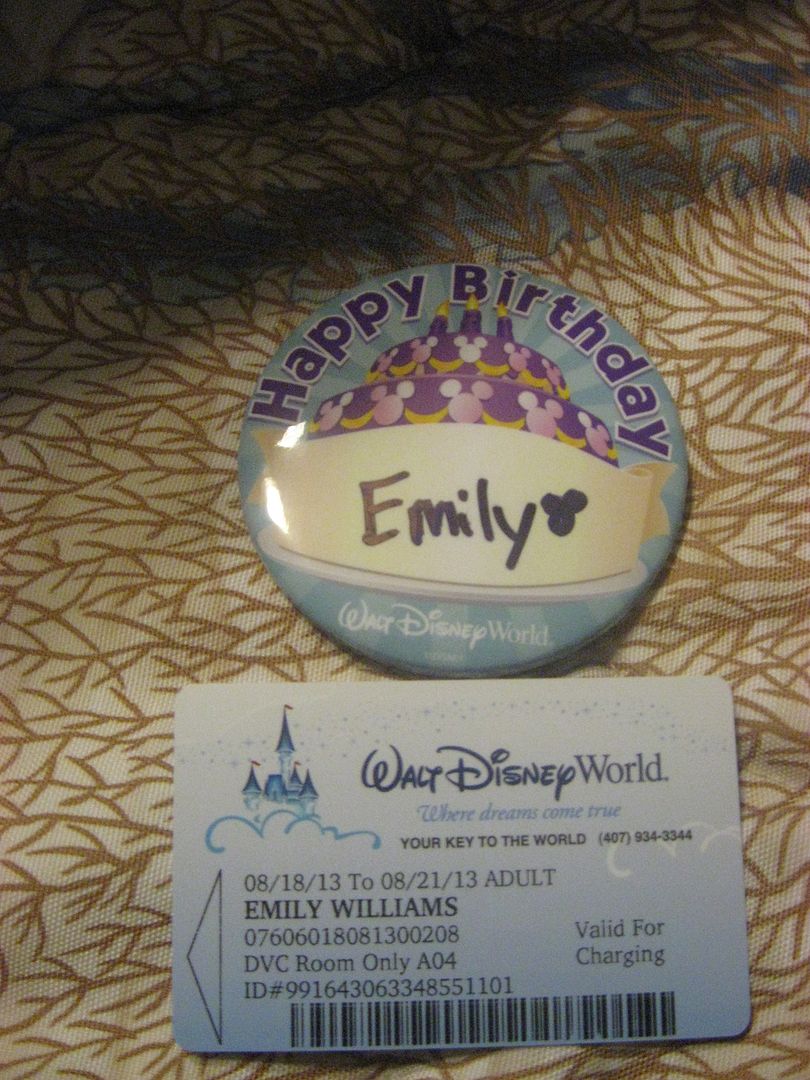 Happy Birthday
Emily
WALT DISNEY World.
WALT DISNEY World.
Where dreams come true
YOUR KEY TO THE WORLD (407) 934-3344
08/18/13 To 08/21/13 ADULT
EMILY WILLIAMS
07606018081300208
DVC Room Only A04
ID#991643063348551101
Valid For
Charging